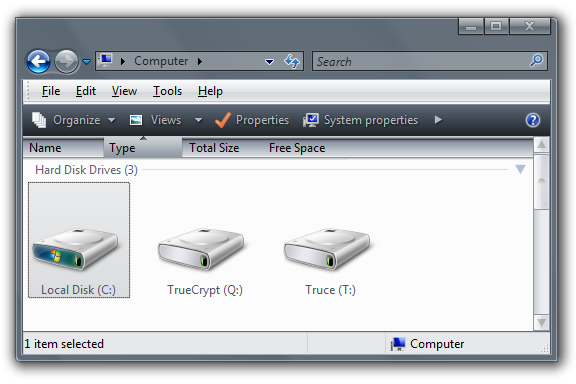 Computer
Search
File Edit View Tools Help
Organize Views Properties System properties
Name Type Total Size Free Space
Hard Disk Drives (3)
Local Disk (C:) TrueCrypt (Q:) Truce (T:)
1 item selected Computer